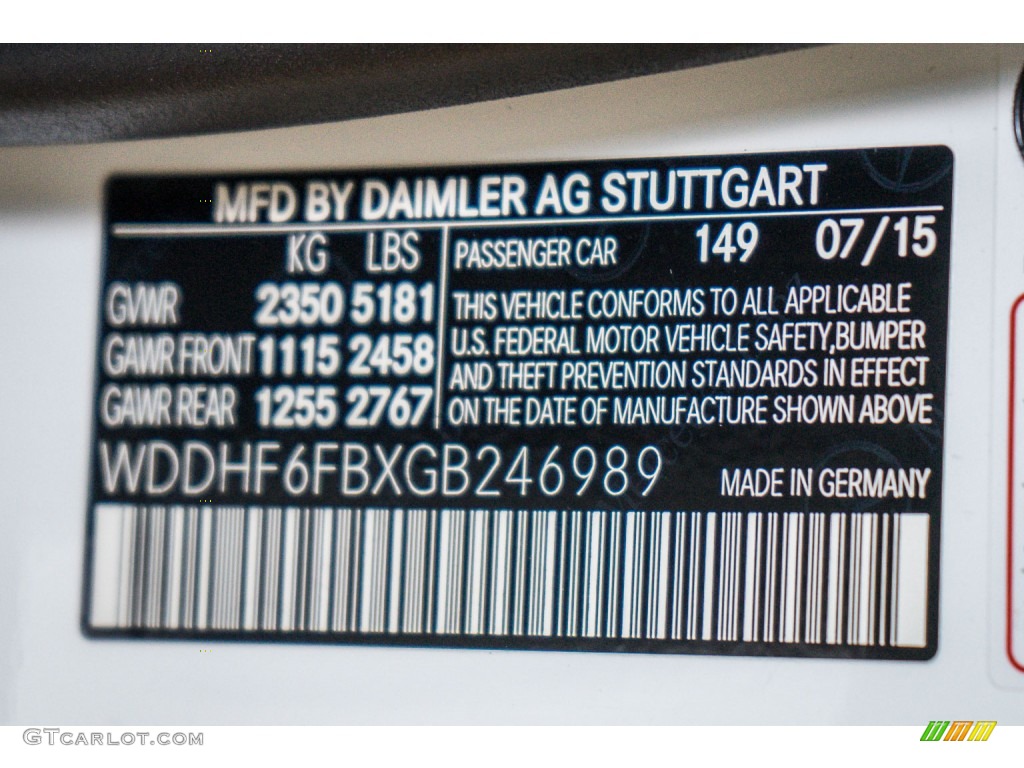 MFD BY DAIMLER AG STUTTGART
KG LBS
GVWR 2350 5181
GAWR FRONT 1115 2458
GAWR REAR 1255 2767
PASSENGER CAR 149 07/15
THIS VEHICLE CONFORMS TO ALL APPLICABLE
U.S. FEDERAL MOTOR VEHICLE SAFETY,BUMPER
AND THEFT PREVENTION STANDARDS IN EFFECT
ON THE DATE OF MANUFACTURE SHOWN ABOVE
WDDHF6FBXGB246989 MADE IN GERMANY
GTCARLOT.COM